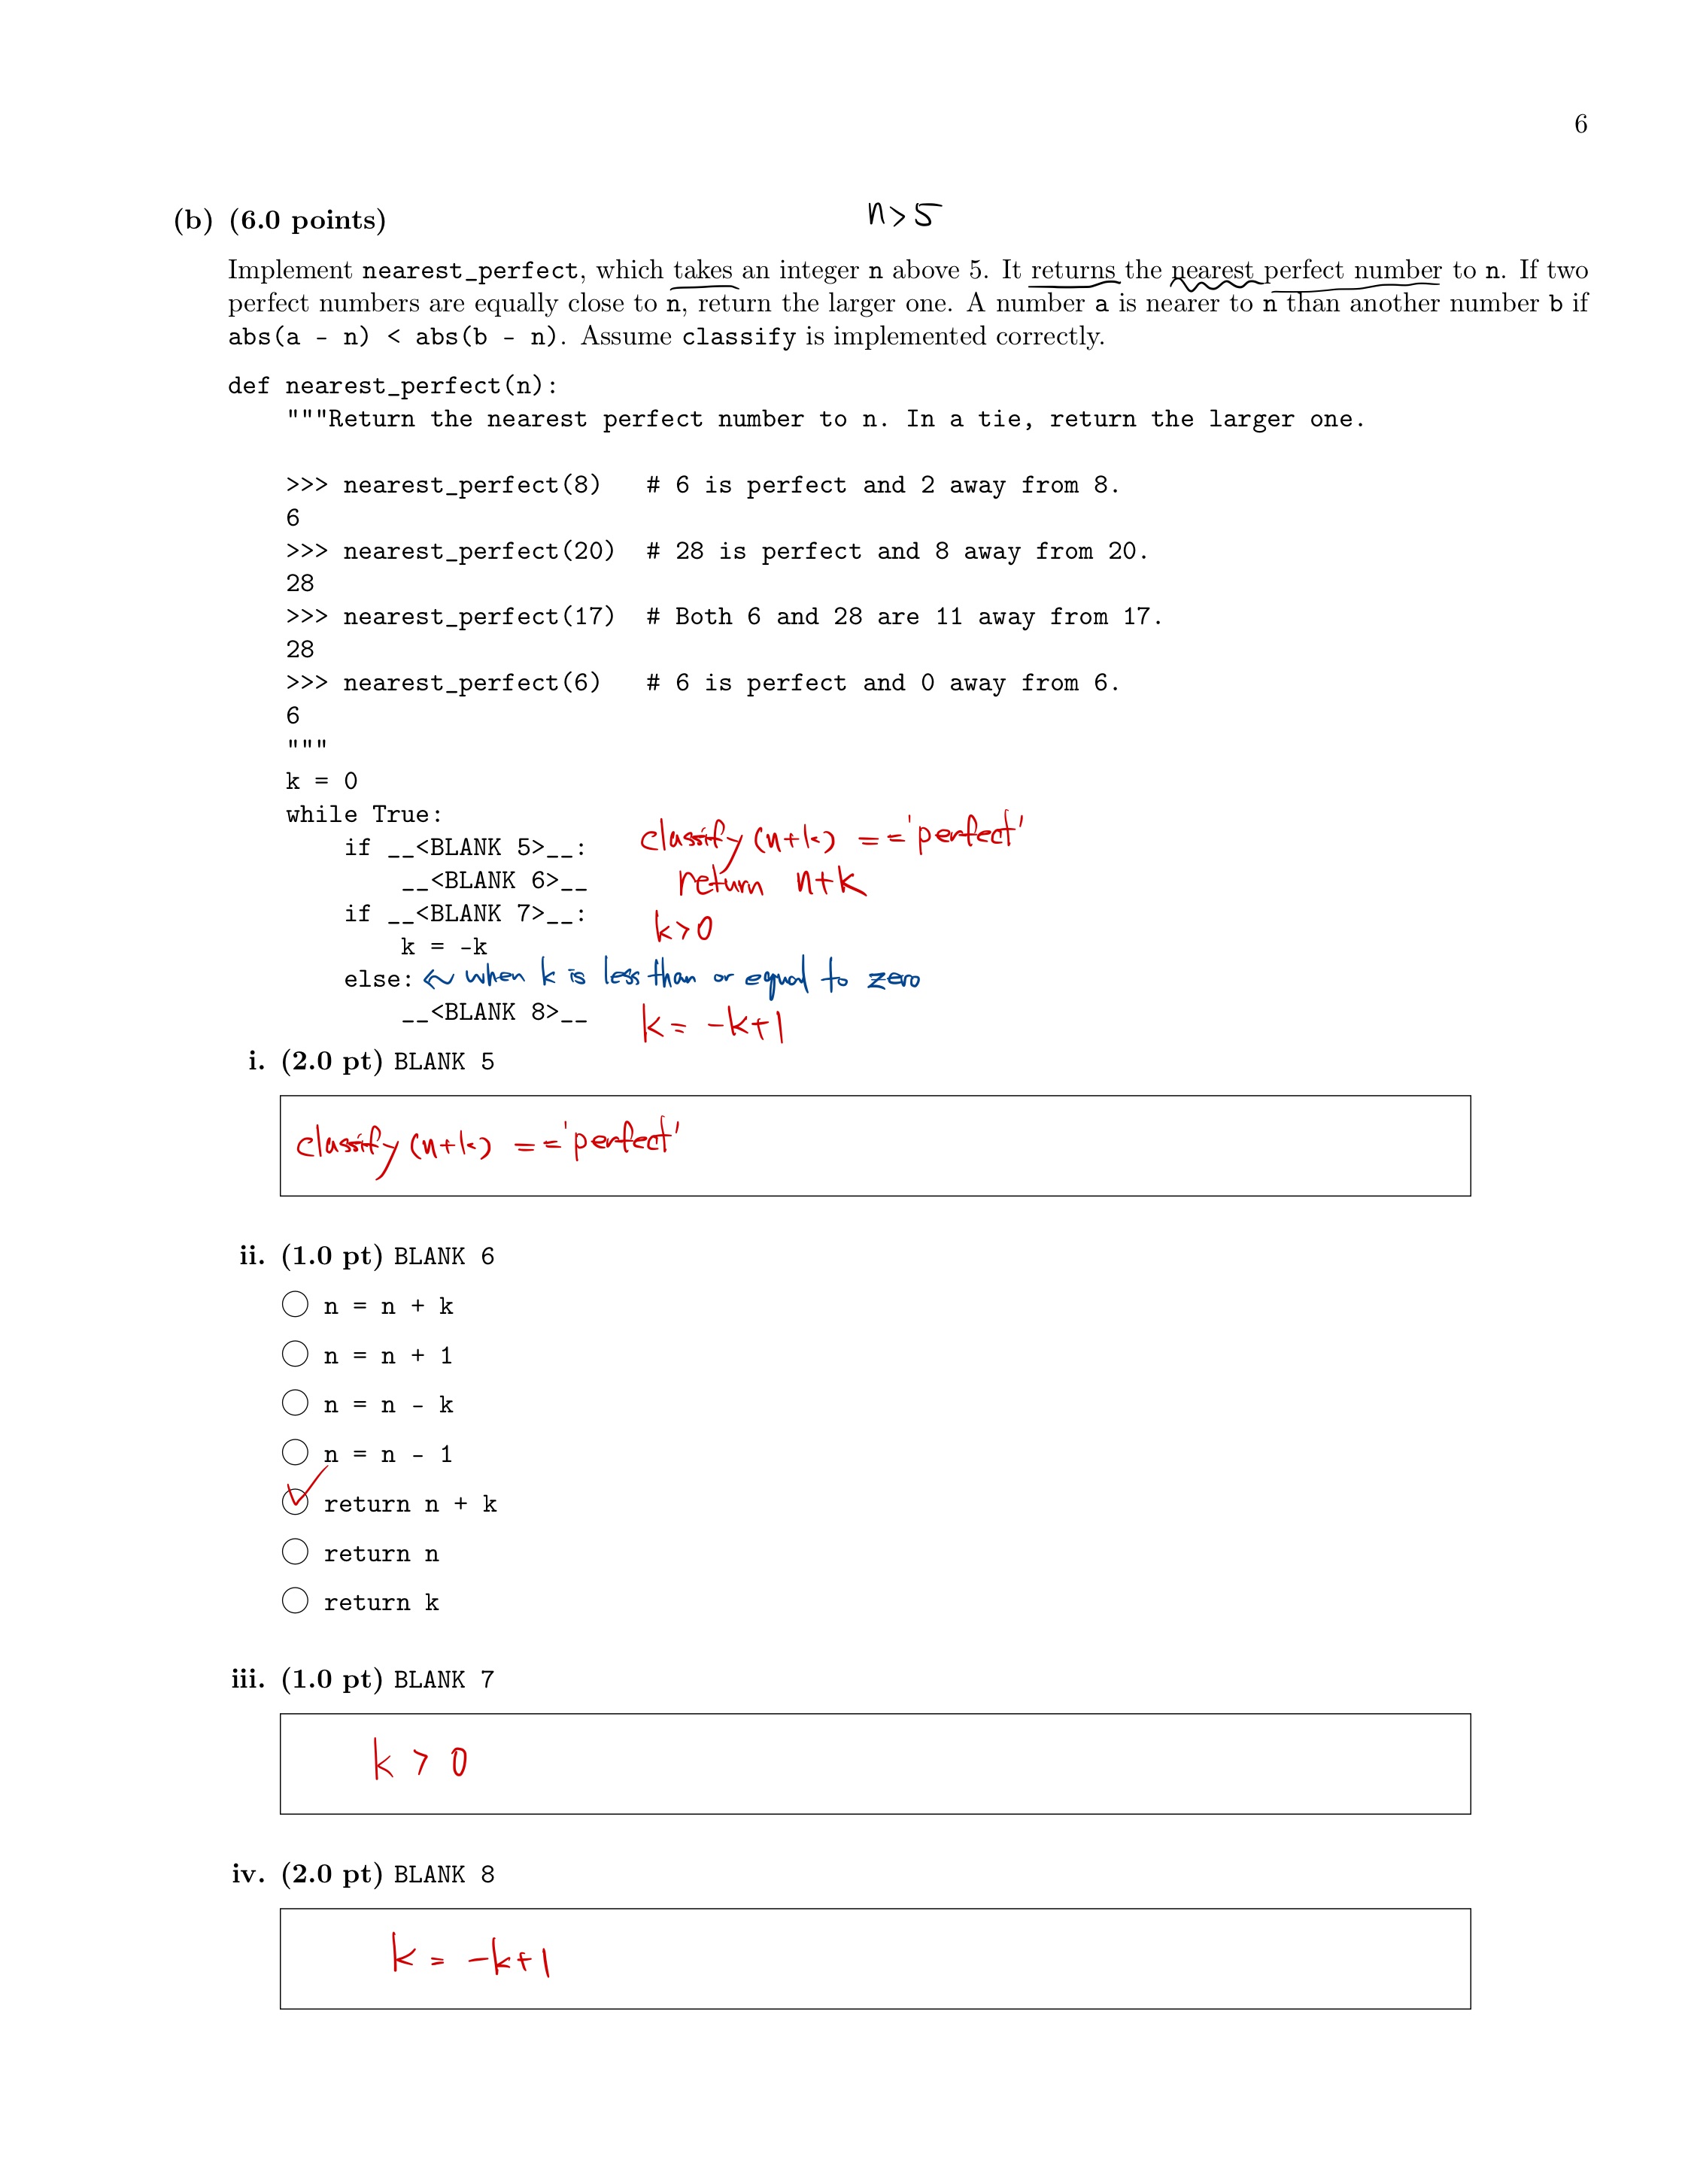 6
n>5
(b) (6.0 points)
Implement nearest_perfect, which takes an integer n above 5. It returns the nearest perfect number to n. If two
perfect numbers are equally close to n, return the larger one. A number a is nearer to n than another number b if
abs(a - n) < abs(b - n). Assume classify is implemented correctly.
def nearest_perfect(n):
"""Return the nearest perfect number to n. In a tie, return the larger one.
>>> nearest_perfect(8) # 6 is perfect and 2 away from 8.
6
>>> nearest_perfect(20) # 28 is perfect and 8 away from 20.
28
>>> nearest_perfect(17) # Both 6 and 28 are 11 away from 17.
28
>>> nearest_perfect(6) # 6 is perfect and 0 away from 6.
6
"""
k = 0
while True:
if __<BLANK 5>__: classify (n+k) == 'perfect'
__<BLANK 6>__ return n+k
if __<BLANK 7>__: k>0
k = -k
else: when k is less than or equal to zero
__<BLANK 8>__ k = -k+1
i. (2.0 pt) BLANK 5
classify (n+k) == 'perfect'
ii. (1.0 pt) BLANK 6
n = n + k
n = n + 1
n = n - k
n = n - 1
return n + k
return n
return k
iii. (1.0 pt) BLANK 7
k > 0
iv. (2.0 pt) BLANK 8
k = -k+1